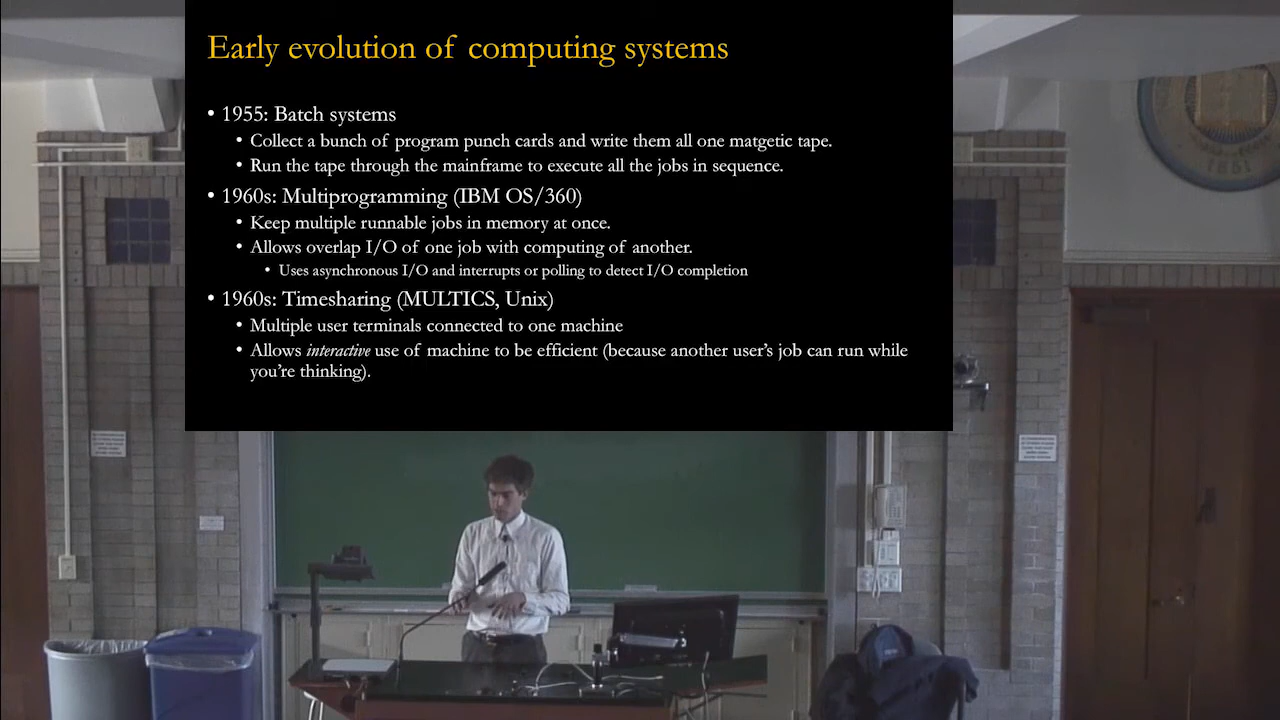 Early evolution of computing systems
• 1955: Batch systems
• Collect a bunch of program punch cards and write them all one matgetic tape.
• Run the tape through the mainframe to execute all the jobs in sequence.
• 1960s: Multiprogramming (IBM OS/360)
• Keep multiple runnable jobs in memory at once.
• Allows overlap I/O of one job with computing of another.
• Uses asynchronous I/O and interrupts or polling to detect I/O completion
• 1960s: Timesharing (MULTICS, Unix)
• Multiple user terminals connected to one machine
• Allows interactive use of machine to be efficient (because another user's job can run while
you're thinking).
1851